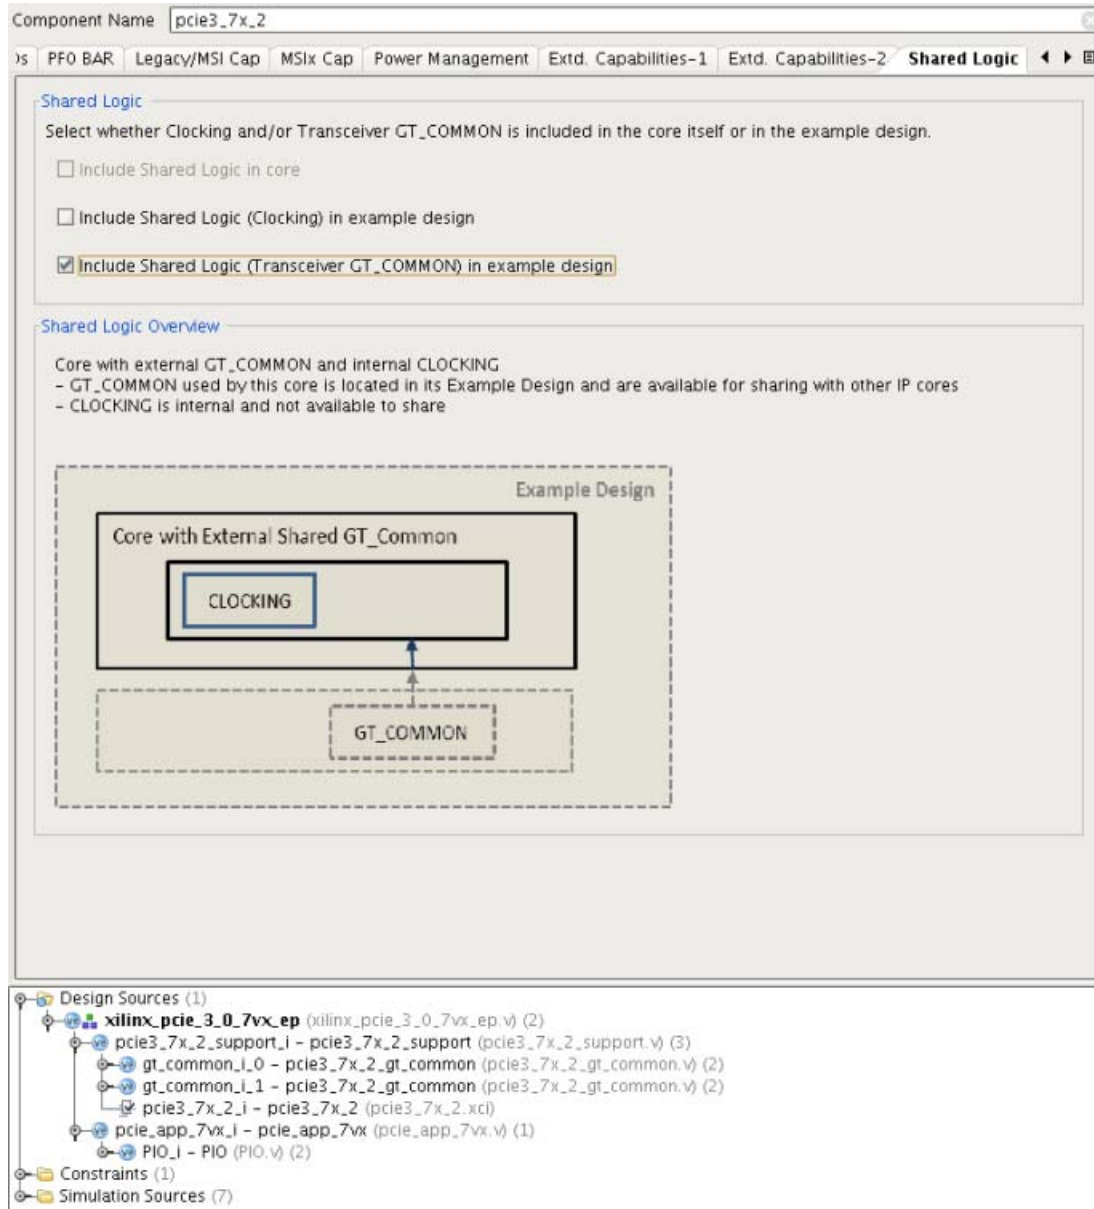 Component Name pcie3_7x_2
s PF0 BAR Legacy/MSI Cap MSIx Cap Power Management Extd. Capabilities-1 Extd. Capabilities-2 Shared Logic
Shared Logic
Select whether Clocking and/or Transceiver GT_COMMON is included in the core itself or in the example design.
Include Shared Logic in core
Include Shared Logic (Clocking) in example design
Include Shared Logic (Transceiver GT_COMMON) in example design
Shared Logic Overview
Core with external GT_COMMON and internal CLOCKING
- GT_COMMON used by this core is located in its Example Design and are available for sharing with other IP cores
- CLOCKING is internal and not available to share
Example Design
Core with External Shared GT_Common
CLOCKING
GT_COMMON
Design Sources (1)
xilinx_pcie_3_0_7vx_ep (xilinx_pcie_3_0_7vx_ep.v) (2)
pcie3_7x_2_support_i - pcie3_7x_2_support (pcie3_7x_2_support.v) (3)
gt_common_i_0 - pcie3_7x_2_gt_common (pcie3_7x_2_gt_common.v) (2)
gt_common_i_1 - pcie3_7x_2_gt_common (pcie3_7x_2_gt_common.v) (2)
pcie3_7x_2_i - pcie3_7x_2 (pcie3_7x_2.xci)
pcie_app_7vx_i - pcie_app_7vx (pcie_app_7vx.v) (1)
PIO_i - PIO (PIO.v) (2)
Constraints (1)
Simulation Sources (7)